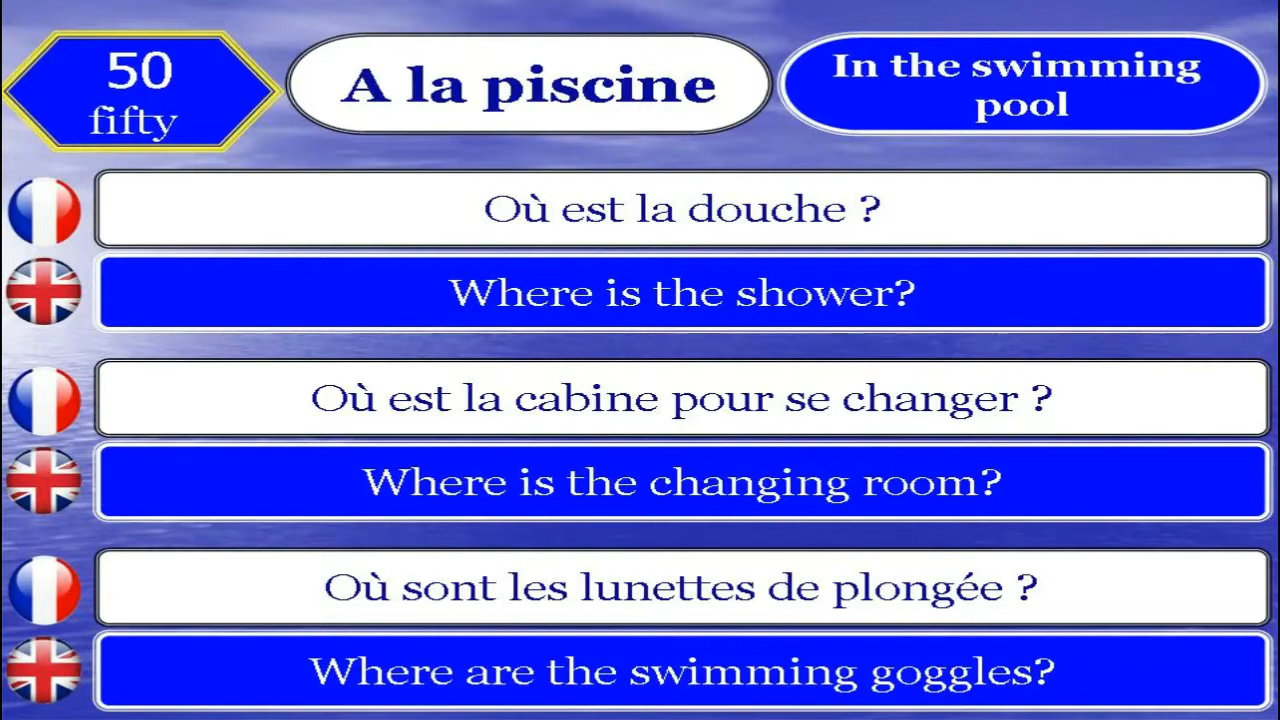 50
fifty
A la piscine
In the swimming
pool
Où est la douche ?
Where is the shower?
Où est la cabine pour se changer ?
Where is the changing room?
Où sont les lunettes de plongée ?
Where are the swimming goggles?